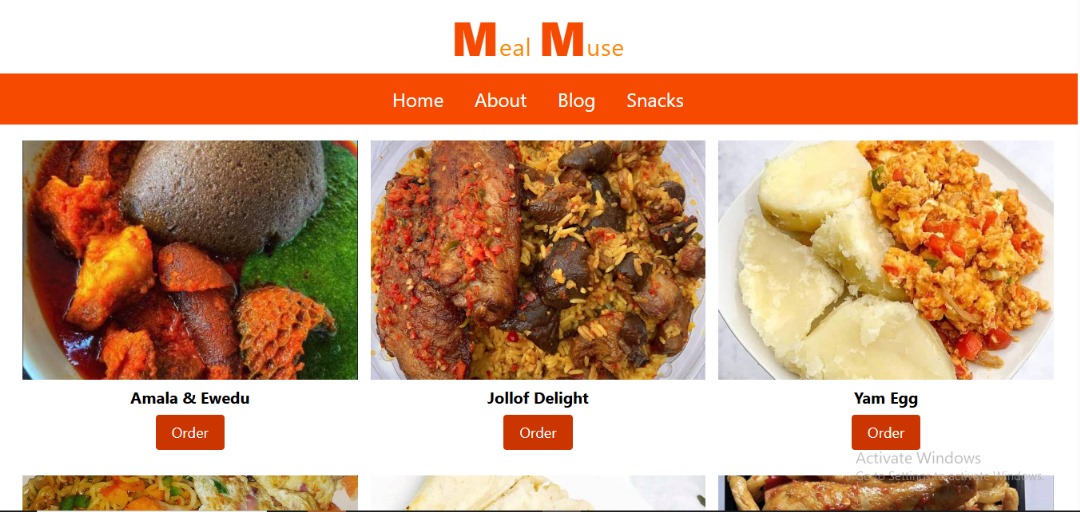 Meal Muse
Home About Blog Snacks
Amala & Ewedu
Jollof Delight
Yam Egg
Order
Order
Order
Activate Windows
Go to Settings to activate Windows.